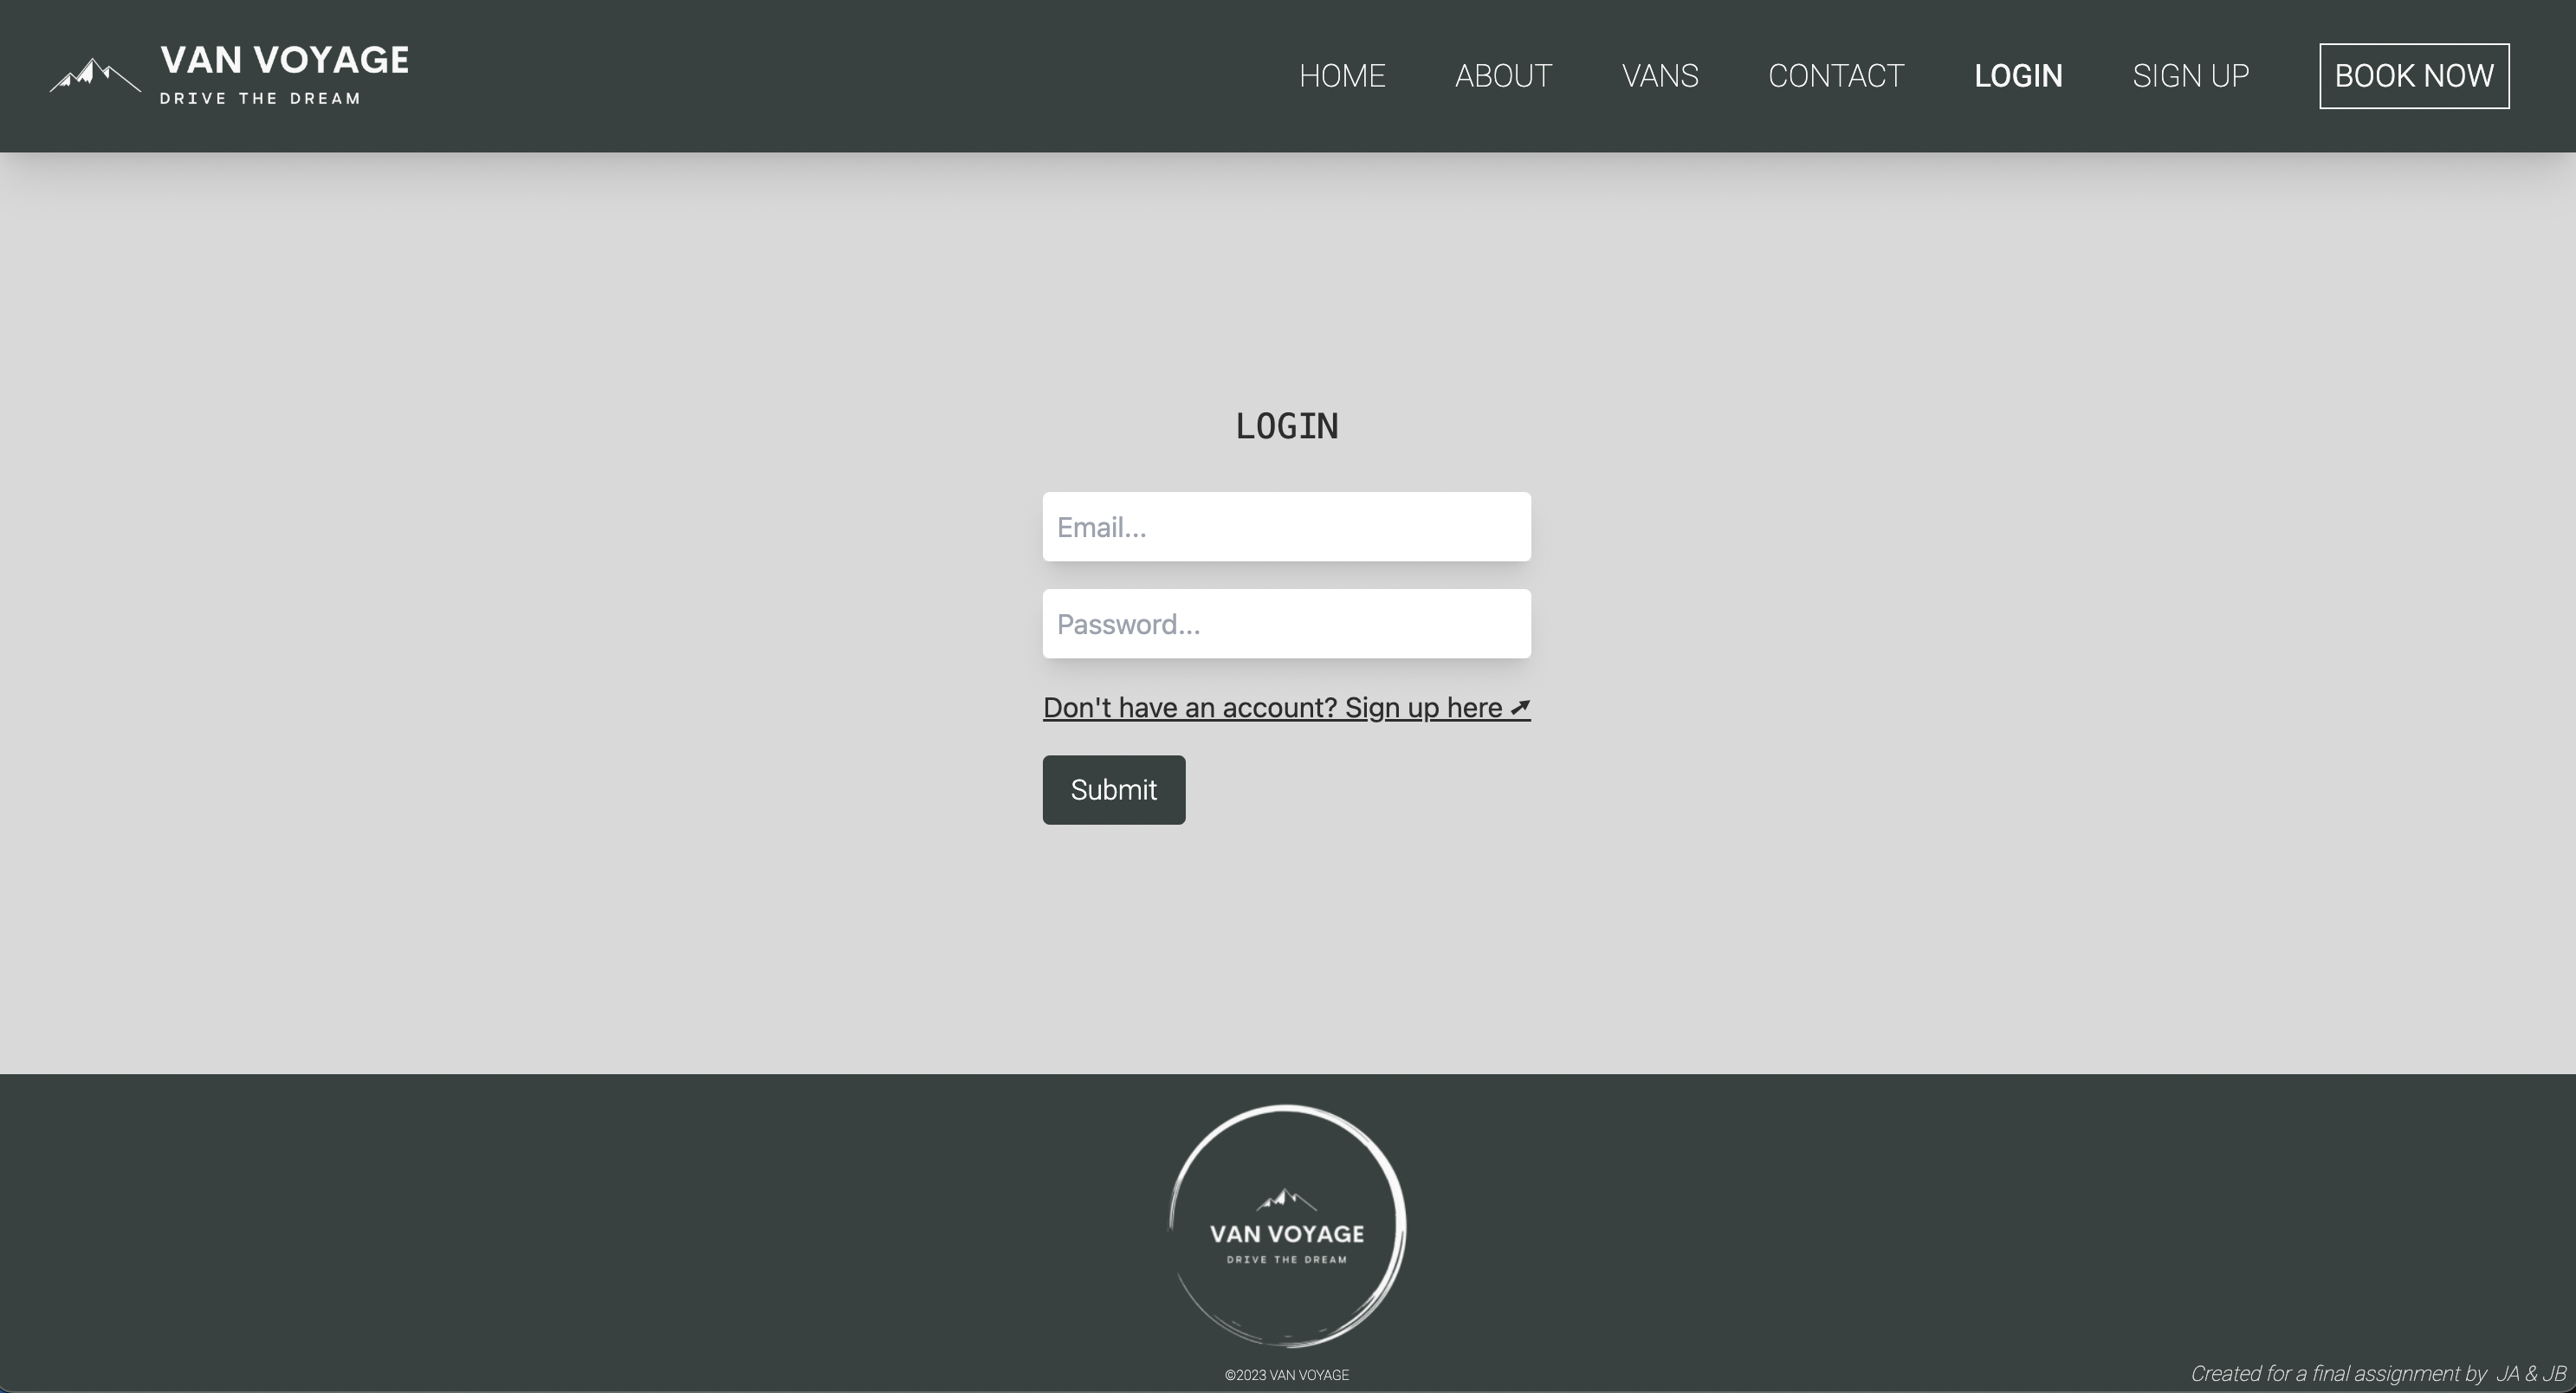 VAN VOYAGE
DRIVE THE DREAM
HOME ABOUT VANS CONTACT LOGIN SIGN UP BOOK NOW
LOGIN
Email...
Password...
Don't have an account? Sign up here ➚
Submit
VAN VOYAGE
DRIVE THE DREAM
©2023 VAN VOYAGE
Created for a final assignment by JA & JB